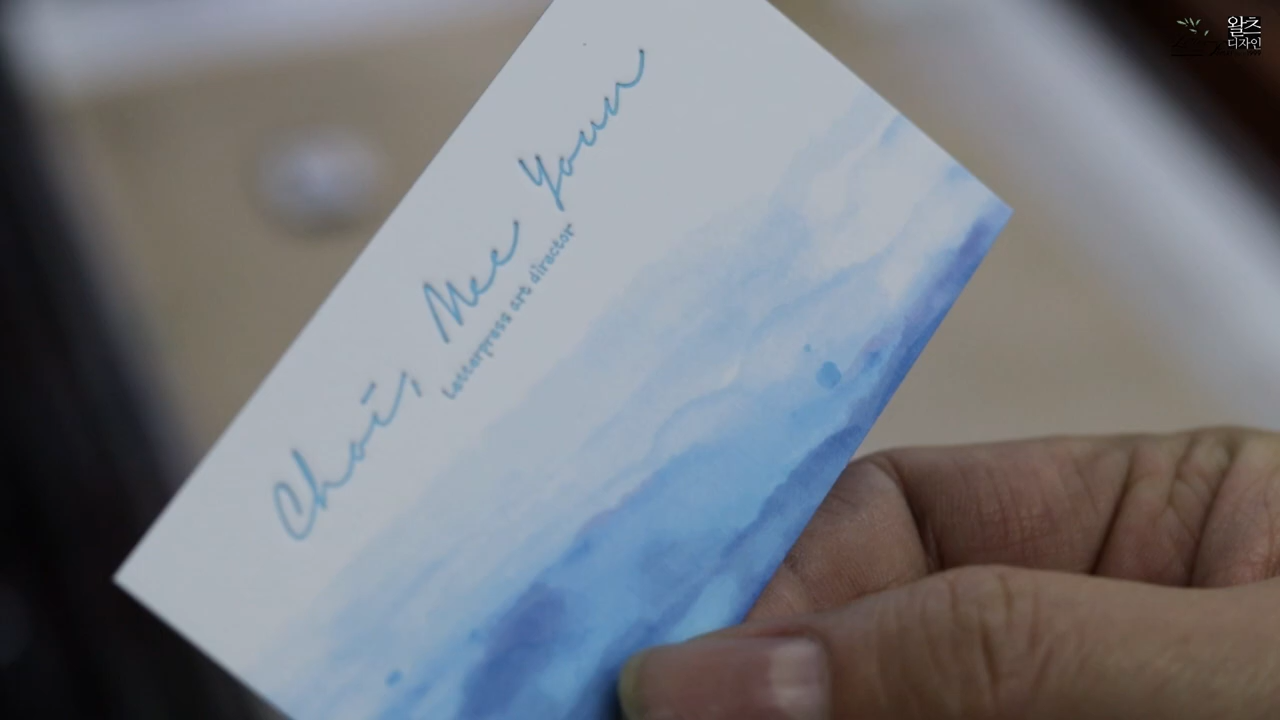 Choi, Mee Youn
Letterpress art director
왈츠
디자인